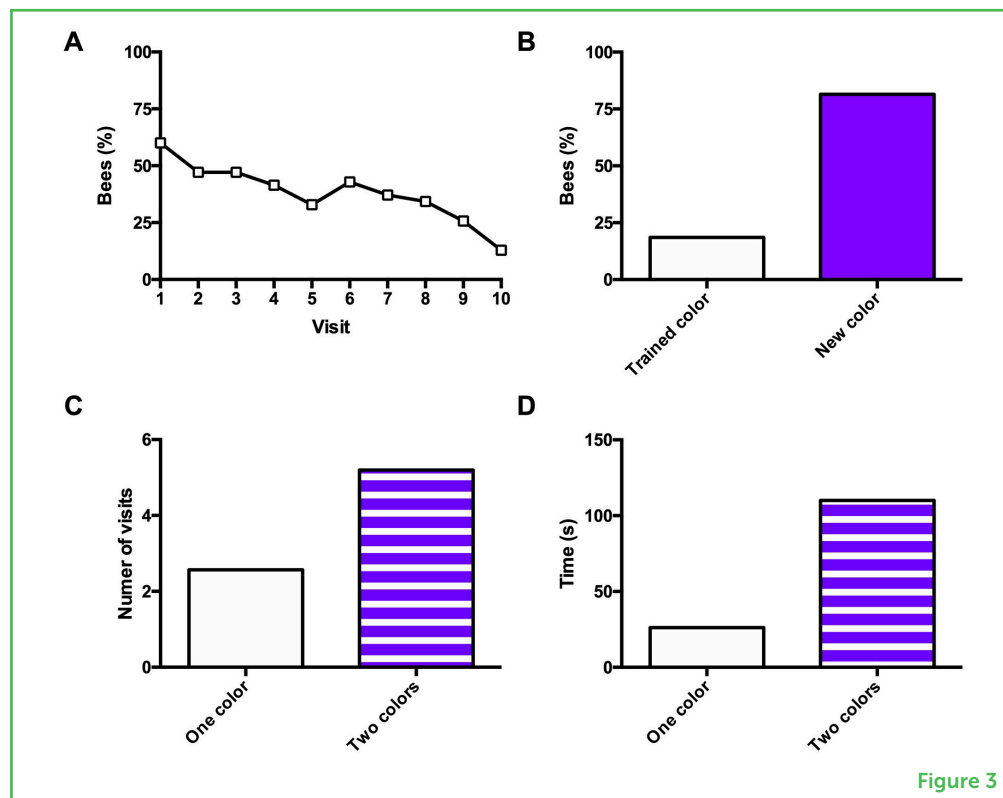 A
100
75
50
25
0
Bees (%)
1 2 3 4 5 6 7 8 9 10
Visit
B
100
75
50
25
0
Bees (%)
Trained color
New color
C
6
4
2
0
Numer of visits
One color
Two colors
D
150
100
50
0
Time (s)
One color
Two colors
Figure 3